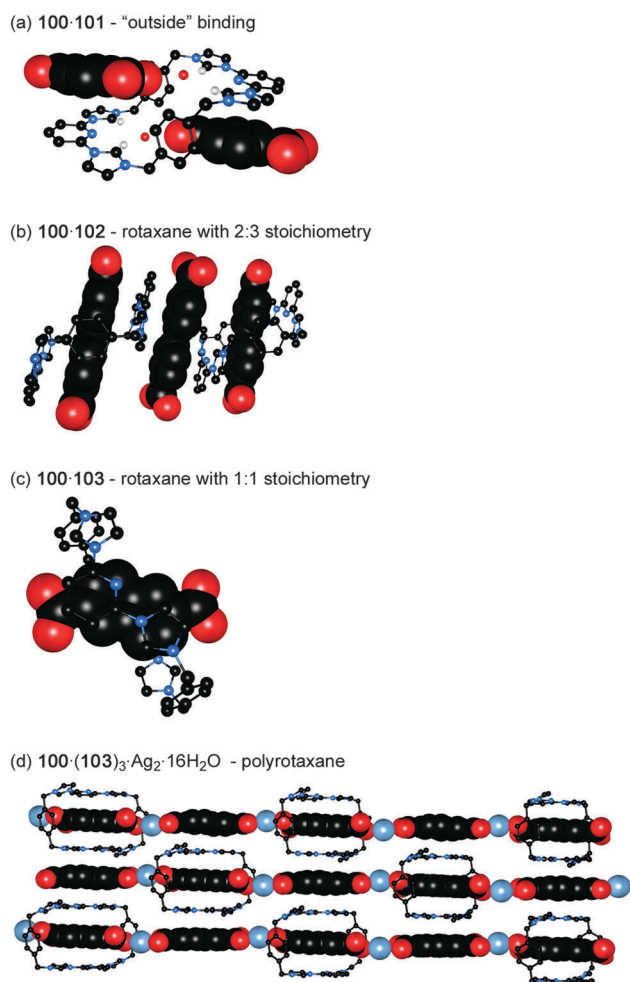 (a) 100·101 - "outside" binding
(b) 100·102 - rotaxane with 2:3 stoichiometry
(c) 100·103 - rotaxane with 1:1 stoichiometry
(d) 100·(103)₃·Ag₂·16H₂O - polyrotaxane